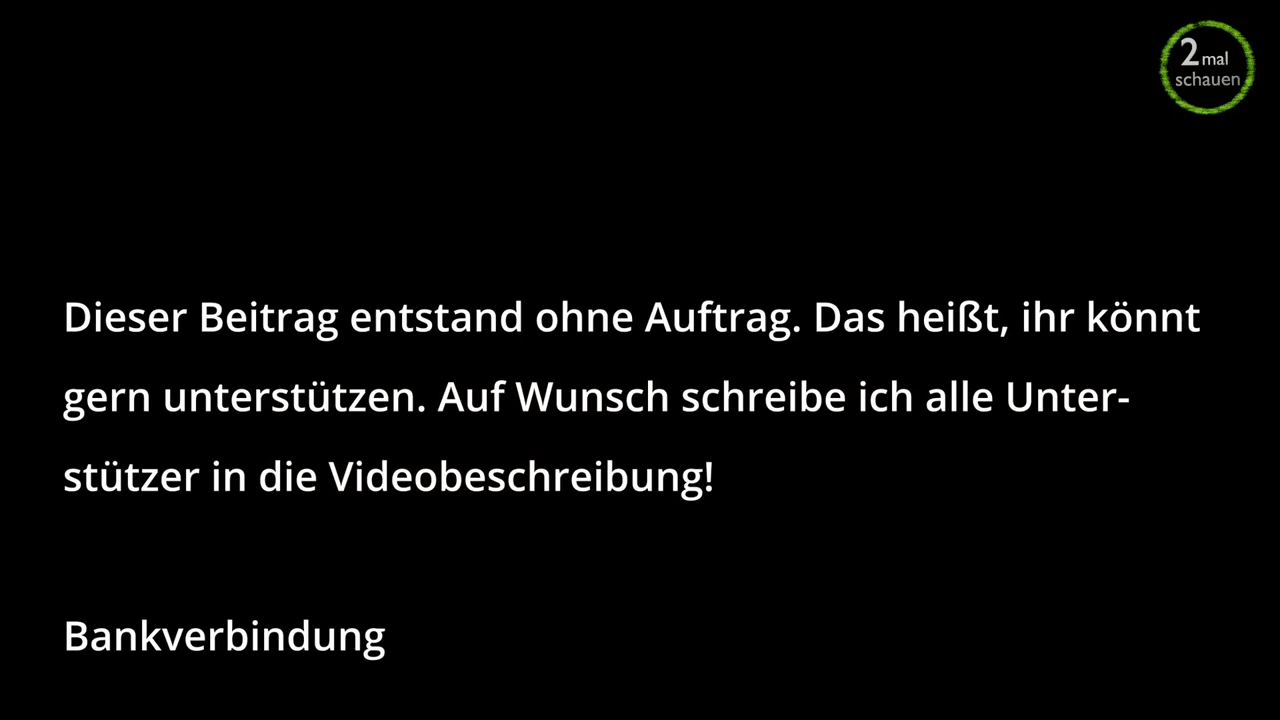 2 mal
schauen
Dieser Beitrag entstand ohne Auftrag. Das heißt, ihr könnt
gern unterstützen. Auf Wunsch schreibe ich alle Unter-
stützer in die Videobeschreibung!
Bankverbindung